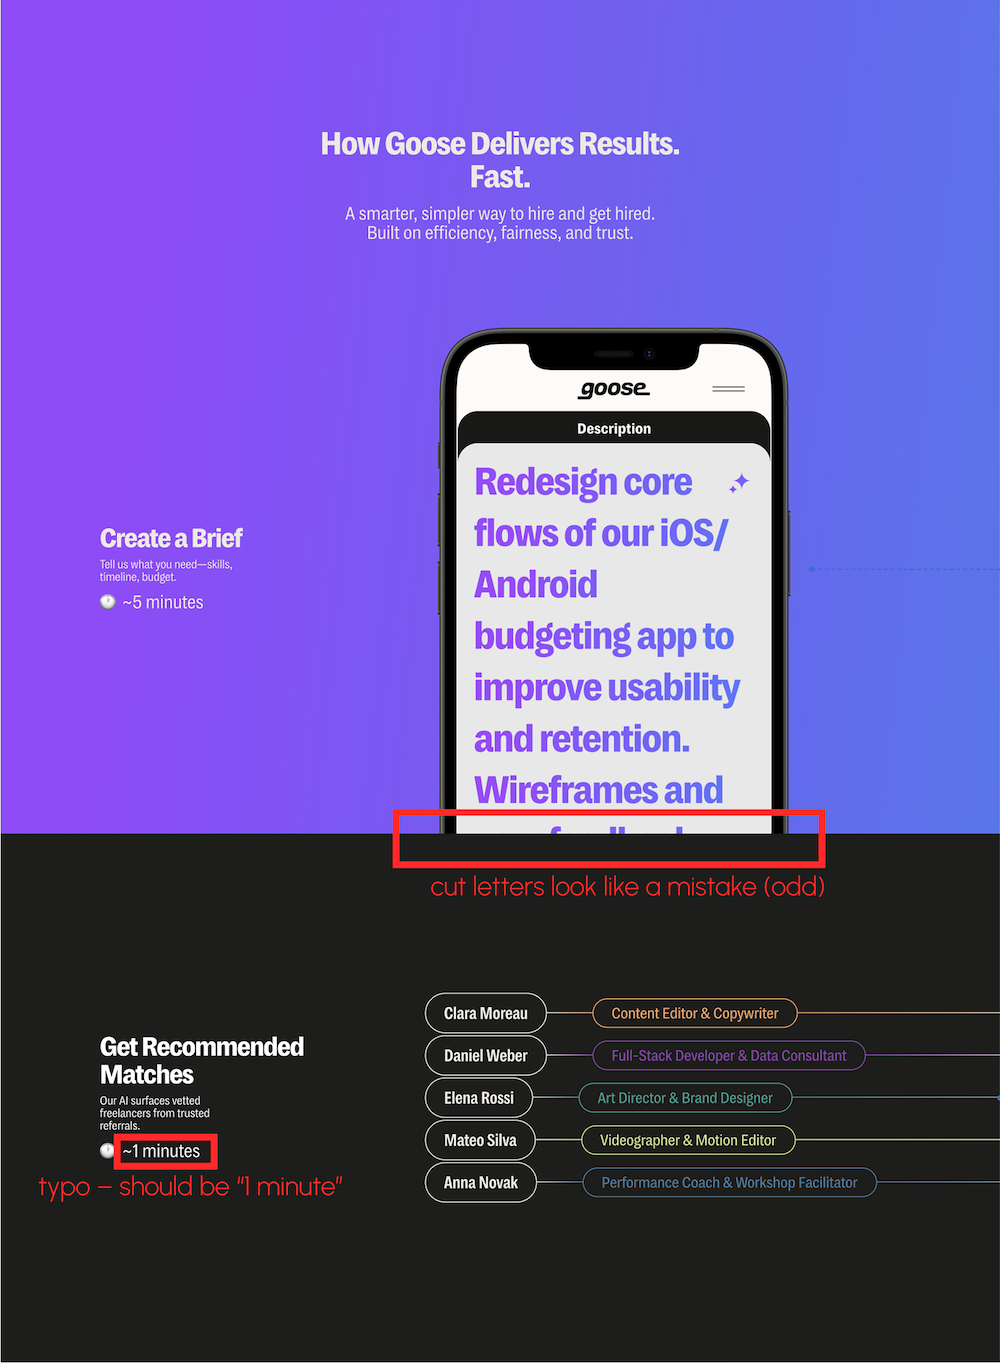 How Goose Delivers Results.
Fast.
A smarter, simpler way to hire and get hired.
Built on efficiency, fairness, and trust.
goose
Description
Redesign core
flows of our iOS/
Android
budgeting app to
improve usability
and retention.
Wireframes and
Create a Brief
Tell us what you need—skills,
timeline, budget.
~5 minutes
cut letters look like a mistake (odd)
Get Recommended
Matches
Our AI surfaces vetted
freelancers from trusted
referrals.
~1 minutes
typo – should be "1 minute"
Clara Moreau Content Editor & Copywriter
Daniel Weber Full-Stack Developer & Data Consultant
Elena Rossi Art Director & Brand Designer
Mateo Silva Videographer & Motion Editor
Anna Novak Performance Coach & Workshop Facilitator